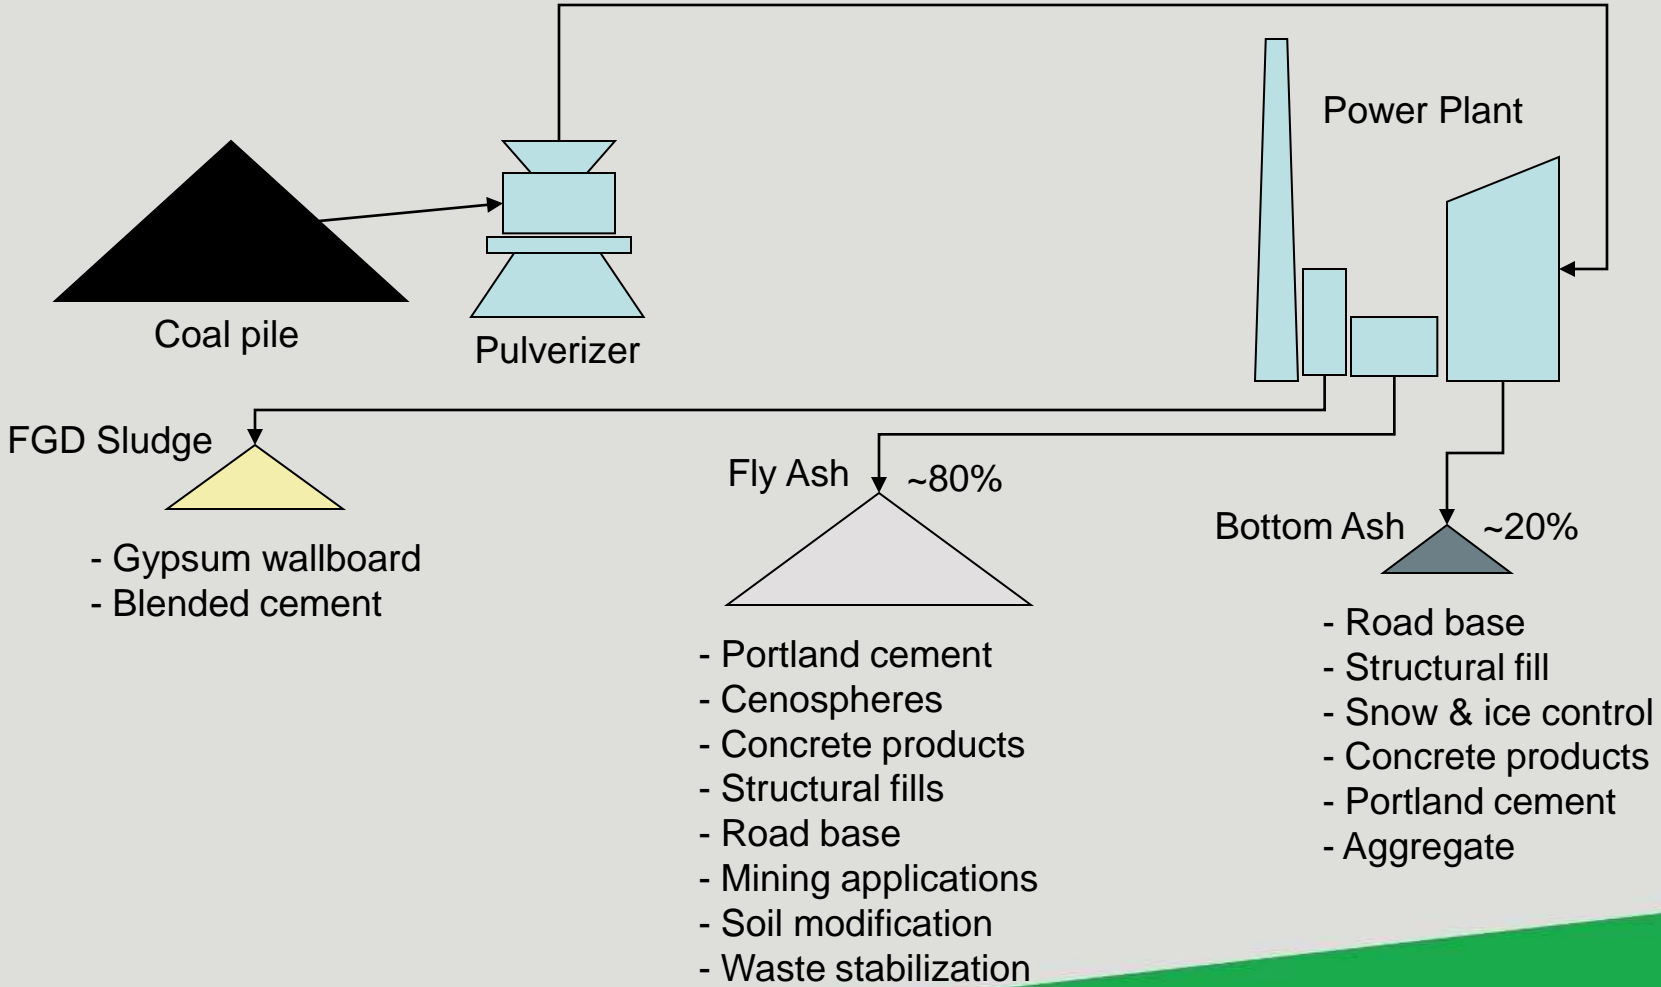 Power Plant
Coal pile
Pulverizer
FGD Sludge
- Gypsum wallboard
- Blended cement
Fly Ash ~80%
- Portland cement
- Cenospheres
- Concrete products
- Structural fills
- Road base
- Mining applications
- Soil modification
- Waste stabilization
Bottom Ash ~20%
- Road base
- Structural fill
- Snow & ice control
- Concrete products
- Portland cement
- Aggregate